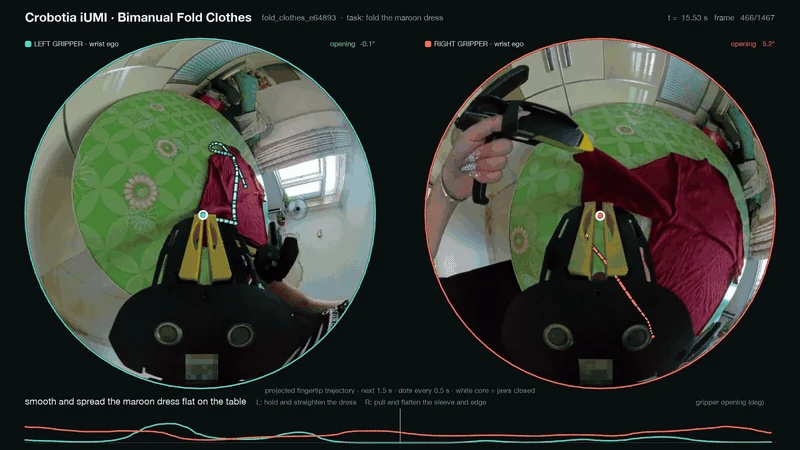 Crobotia iUMI · Bimanual Fold Clothes fold_clothes_e64893 · task: fold the maroon dress t = 15.53 s frame 466/1467
LEFT GRIPPER · wrist ego opening -0.1° RIGHT GRIPPER · wrist ego opening 5.2°
projected fingertip trajectory · next 1.5 s · dots every 0.5 s · white core = jaws closed
smooth and spread the maroon dress flat on the table L: hold and straighten the dress R: pull and flatten the sleeve and edge gripper opening (deg)